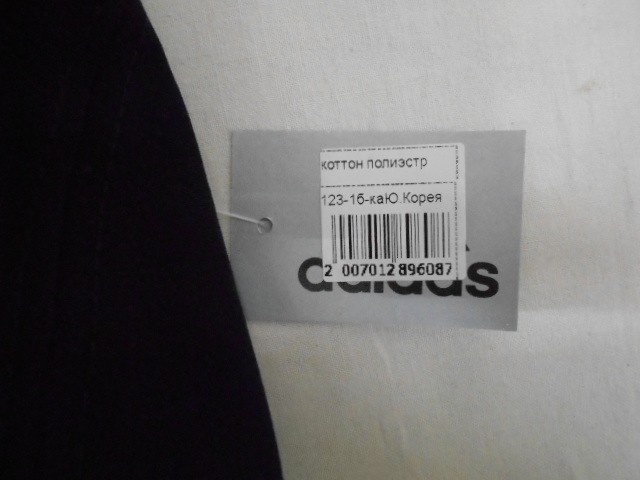 коттон полиэстр
123-1б-каЮ.Корея
2 007012 896087
adidas